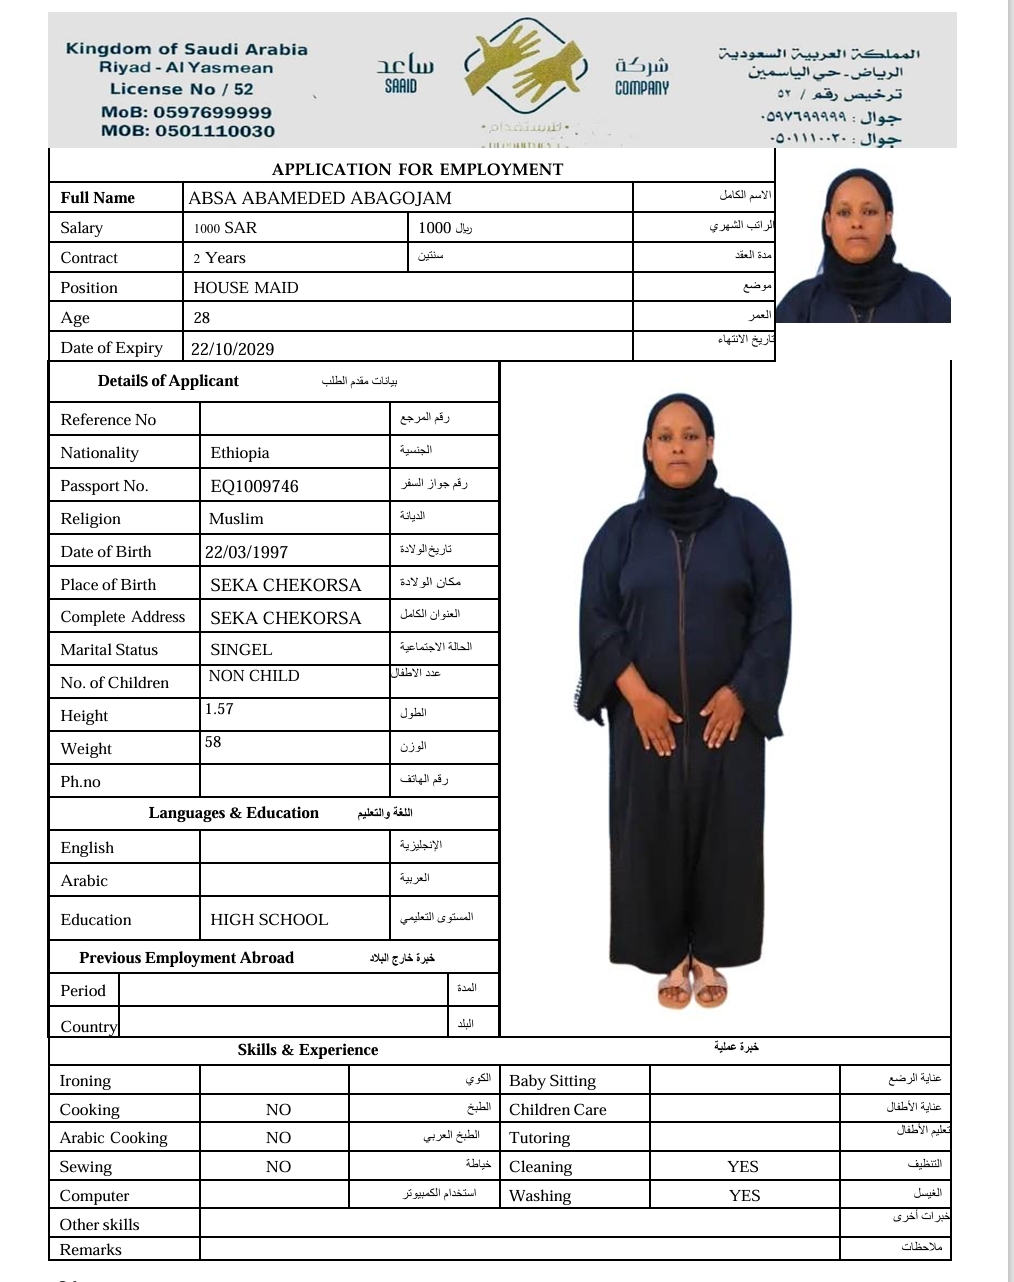 Kingdom of Saudi Arabia
Riyad - Al Yasmean
License No / 52
MoB: 0597699999
MOB: 0501110030
ساعد
SAAID
شركة
COMPANY
للاستقدام
المملكة العربية السعودية
الرياض - حي الياسمين
ترخيص رقم / ٥٢
جوال : ٠٥٩٧٦٩٩٩٩٩
جوال : ٠٥٠١١١٠٠٣٠
APPLICATION FOR EMPLOYMENT
Full Name ABSA ABAMEDED ABAGOJAM الاسم الكامل
Salary 1000 SAR 1000 ريال الراتب الشهري
Contract 2 Years سنتين مدة العقد
Position HOUSE MAID موضع
Age 28 العمر
Date of Expiry 22/10/2029 تاريخ الانتهاء
Details of Applicant بيانات مقدم الطلب
Reference No رقم المرجع
Nationality Ethiopia الجنسية
Passport No. EQ1009746 رقم جواز السفر
Religion Muslim الديانة
Date of Birth 22/03/1997 تاريخ الولادة
Place of Birth SEKA CHEKORSA مكان الولادة
Complete Address SEKA CHEKORSA العنوان الكامل
Marital Status SINGEL الحالة الاجتماعية
No. of Children NON CHILD عدد الاطفال
Height 1.57 الطول
Weight 58 الوزن
Ph.no رقم الهاتف
Languages & Education اللغة والتعليم
English الإنجليزية
Arabic العربية
Education HIGH SCHOOL المستوى التعليمي
Previous Employment Abroad خبرة خارج البلاد
Period المدة
Country البلد
Skills & Experience خبرة عملية
Ironing الكوي Baby Sitting عناية الرضع
Cooking NO الطبخ Children Care عناية الأطفال
Arabic Cooking NO الطبخ العربي Tutoring تعليم الأطفال
Sewing NO خياطة Cleaning YES التنظيف
Computer استخدام الكمبيوتر Washing YES الغيسل
Other skills خبرات أخرى
Remarks ملاحظات